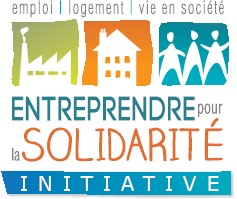 emploi | logement | vie en société
ENTREPRENDRE pour
la SOLIDARITÉ
INITIATIVE